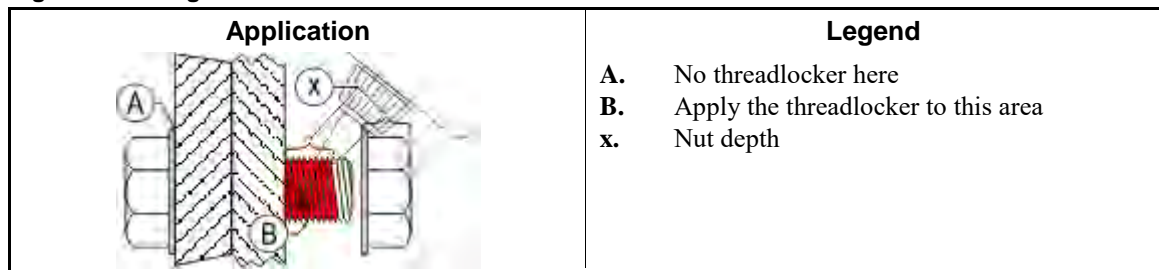 Application
Legend
A
x
B
A. No threadlocker here
B. Apply the threadlocker to this area
x. Nut depth